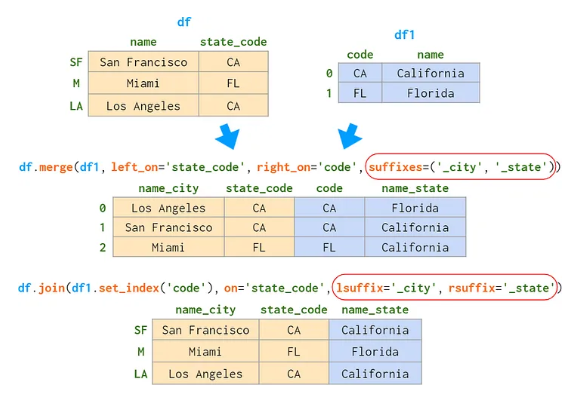 df
df1
name state_code
code name
SF San Francisco CA
0 CA California
M Miami FL
1 FL Florida
LA Los Angeles CA
df.merge(df1, left_on='state_code', right_on='code', suffixes=('_city', '_state'))
name_city state_code code name_state
0 Los Angeles CA CA Florida
1 San Francisco CA CA California
2 Miami FL FL California
df.join(df1.set_index('code'), on='state_code', lsuffix='_city', rsuffix='_state')
name_city state_code name_state
SF San Francisco CA California
M Miami FL Florida
LA Los Angeles CA California